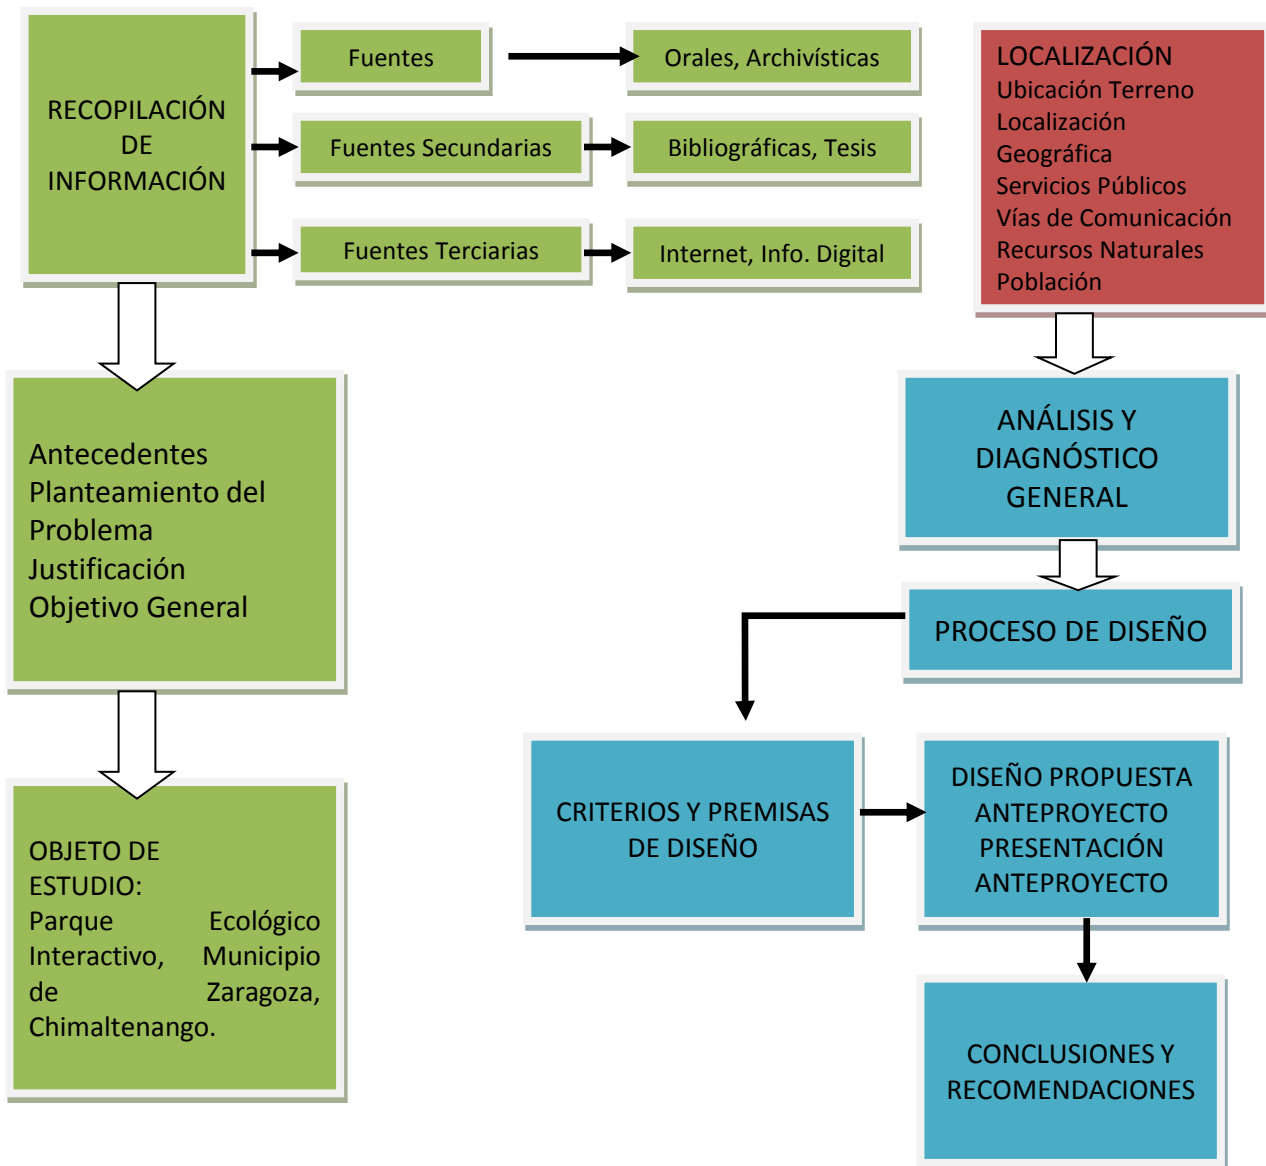 RECOPILACIÓN
DE
INFORMACIÓN
Fuentes
Orales, Archivísticas
Fuentes Secundarias
Bibliográficas, Tesis
Fuentes Terciarias
Internet, Info. Digital
Antecedentes
Planteamiento del
Problema
Justificación
Objetivo General
OBJETO DE
ESTUDIO:
Parque Ecológico
Interactivo, Municipio
de Zaragoza,
Chimaltenango.
LOCALIZACIÓN
Ubicación Terreno
Localización
Geográfica
Servicios Públicos
Vías de Comunicación
Recursos Naturales
Población
ANÁLISIS Y
DIAGNÓSTICO
GENERAL
PROCESO DE DISEÑO
CRITERIOS Y PREMISAS
DE DISEÑO
DISEÑO PROPUESTA
ANTEPROYECTO
PRESENTACIÓN
ANTEPROYECTO
CONCLUSIONES Y
RECOMENDACIONES